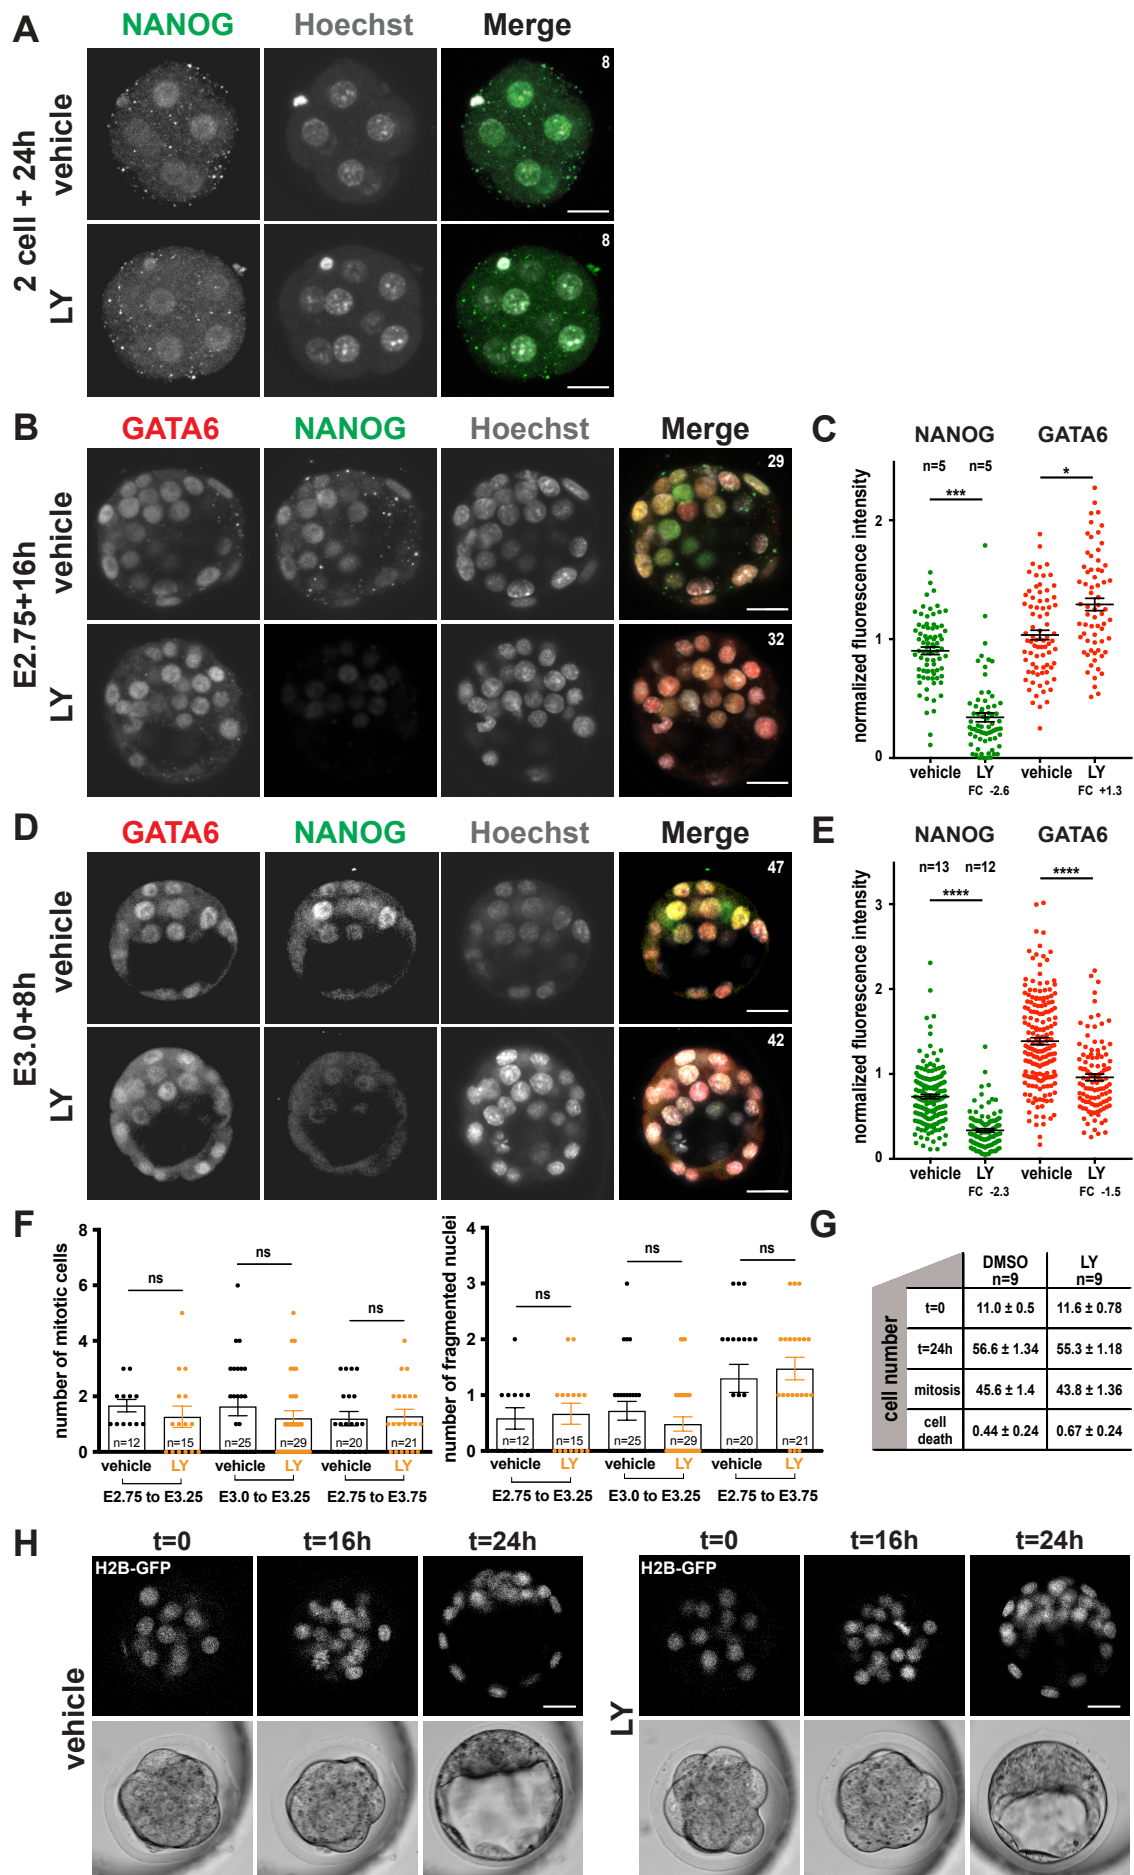 A
NANOG Hoechst Merge
2 cell + 24h
vehicle
8
LY
8
B
GATA6 NANOG Hoechst Merge
E2.75+16h
vehicle
29
LY
32
C
NANOG GATA6
n=5 n=5
*** *
normalized fluorescence intensity
2
1
0
vehicle LY vehicle LY
FC -2.6 FC +1.3
D
GATA6 NANOG Hoechst Merge
E3.0+8h
vehicle
47
LY
42
E
NANOG GATA6
n=13 n=12
**** ****
normalized fluorescence intensity
3
2
1
0
vehicle LY vehicle LY
FC -2.3 FC -1.5
F
number of mitotic cells
8
6
4
2
0
ns ns ns
n=12 n=15 n=25 n=29 n=20 n=21
vehicle LY vehicle LY vehicle LY
E2.75 to E3.25 E3.0 to E3.25 E2.75 to E3.75
number of fragmented nuclei
4
3
2
1
0
ns ns ns
n=12 n=15 n=25 n=29 n=20 n=21
vehicle LY vehicle LY vehicle LY
E2.75 to E3.25 E3.0 to E3.25 E2.75 to E3.75
G
DMSO LY
n=9 n=9
cell number
t=0 11.0 ± 0.5 11.6 ± 0.78
t=24h 56.6 ± 1.34 55.3 ± 1.18
mitosis 45.6 ± 1.4 43.8 ± 1.36
cell
death 0.44 ± 0.24 0.67 ± 0.24
H
t=0 t=16h t=24h
H2B-GFP
vehicle
t=0 t=16h t=24h
H2B-GFP
LY